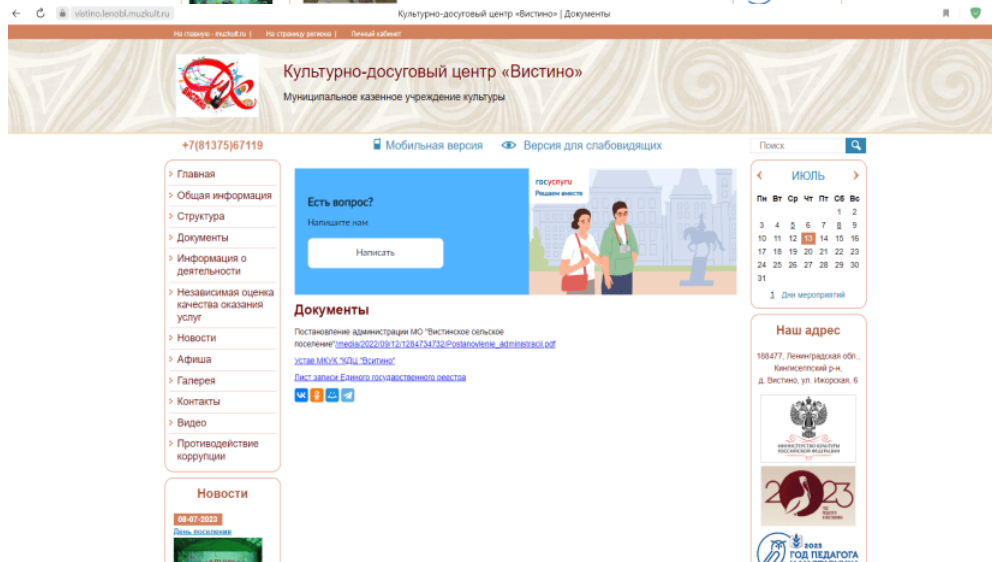 vistino.lenobl.muzkult.ru
Культурно-досуговый центр «Вистино» | Документы
На главную - muzkult.ru | На страницу региона | Личный кабинет
Культурно-досуговый центр «Вистино»
Муниципальное казенное учреждение культуры
ВИСТИНО
+7(81375)67119
Мобильная версия
Версия для слабовидящих
Поиск
Главная
Общая информация
Структура
Документы
Информация о
деятельности
Независимая оценка
качества оказания
услуг
Новости
Афиша
Галерея
Контакты
Видео
Противодействие
коррупции
Новости
08-07-2023
День поселения
Есть вопрос?
Напишите нам
Написать
госуслуги
Решаем вместе
Документы
Постановление администрации МО "Вистинское сельское
поселение"/media/2022/09/12/1284734732/Postanovlenie_administracii.pdf
Устав МКУК "КДЦ "Вситино"
Лист записи Единого государственного реестра
ИЮЛЬ
Пн Вт Ср Чт Пт Сб Вс
1 2
3 4 5 6 7 8 9
10 11 12 13 14 15 16
17 18 19 20 21 22 23
24 25 26 27 28 29 30
31
1 Дни мероприятий
Наш адрес
188477, Ленинградская обл.,
Кингисеппский р-н,
д. Вистино, ул. Ижорская, 6
МИНИСТЕРСТВО КУЛЬТУРЫ
РОССИЙСКОЙ ФЕДЕРАЦИИ
2023
2023
ГОД ПЕДАГОГА